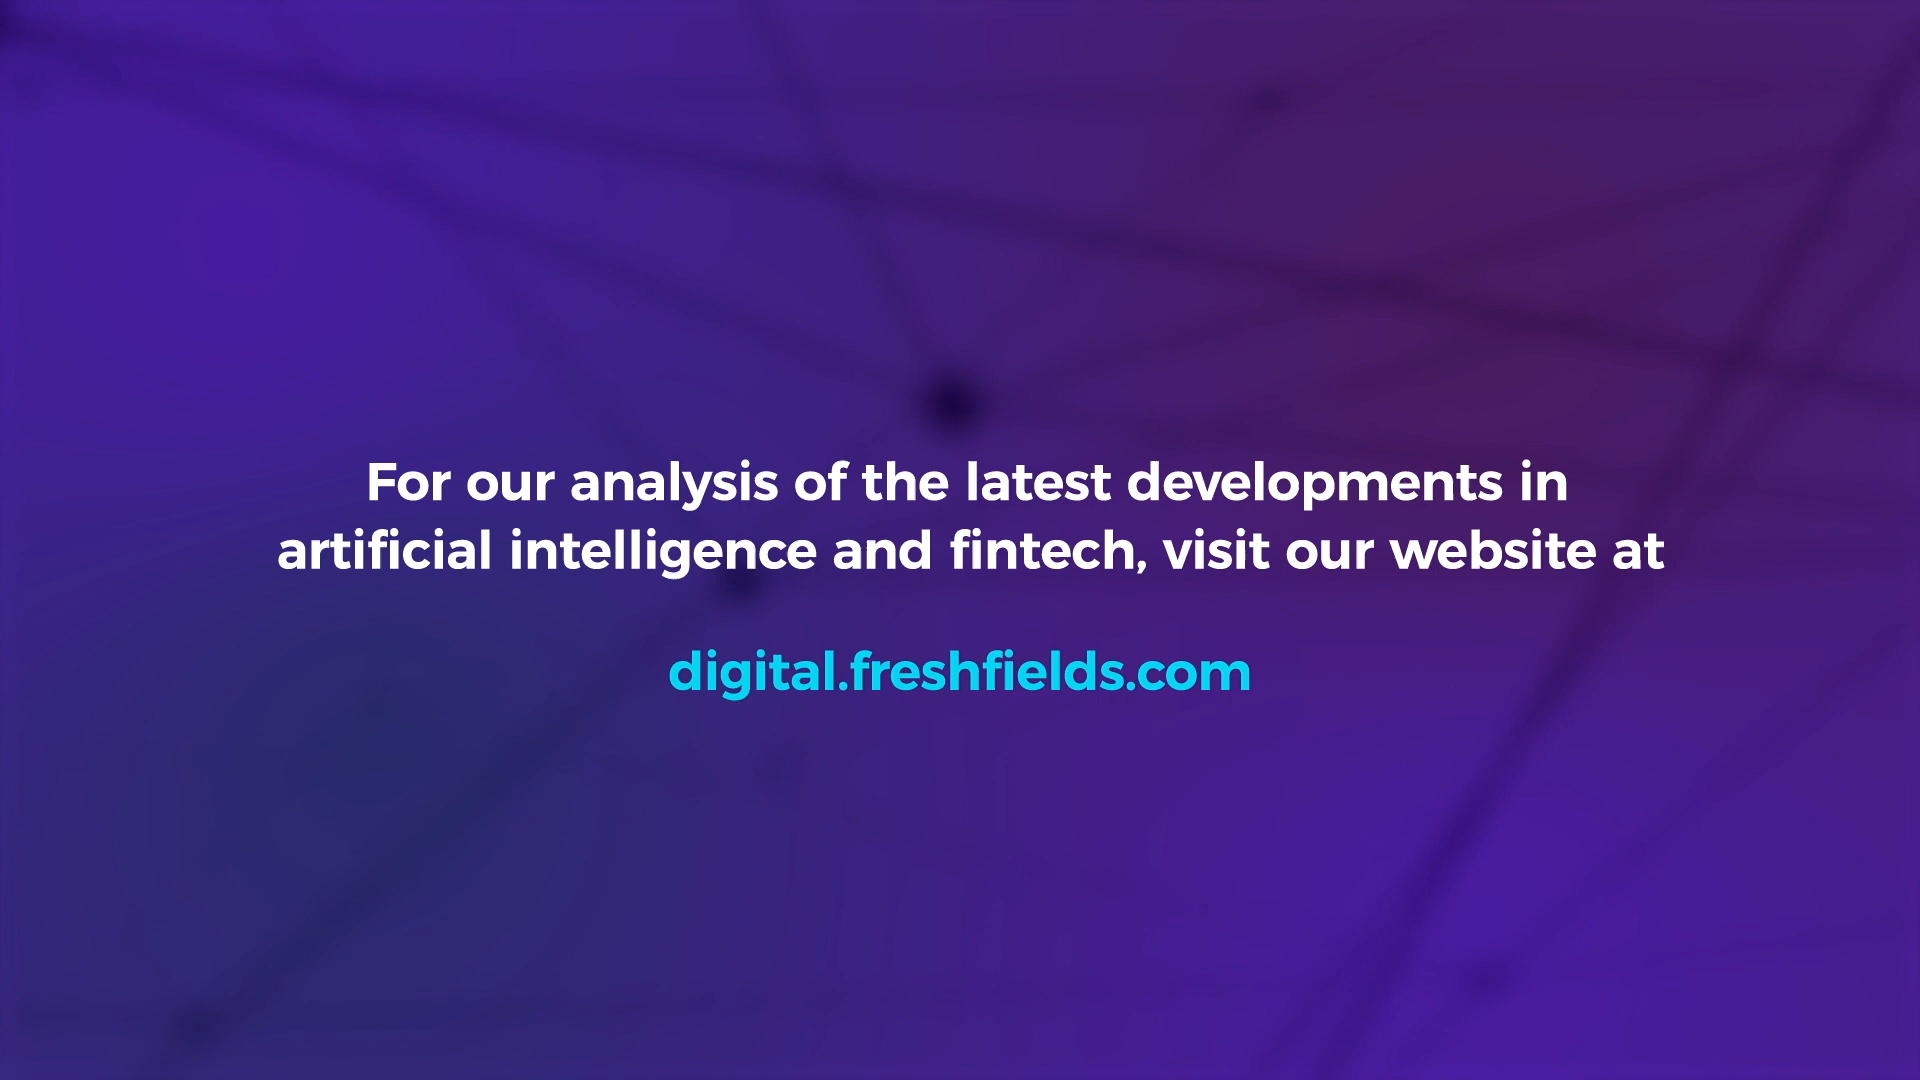 For our analysis of the latest developments in
artificial intelligence and fintech, visit our website at
digital.freshfields.com